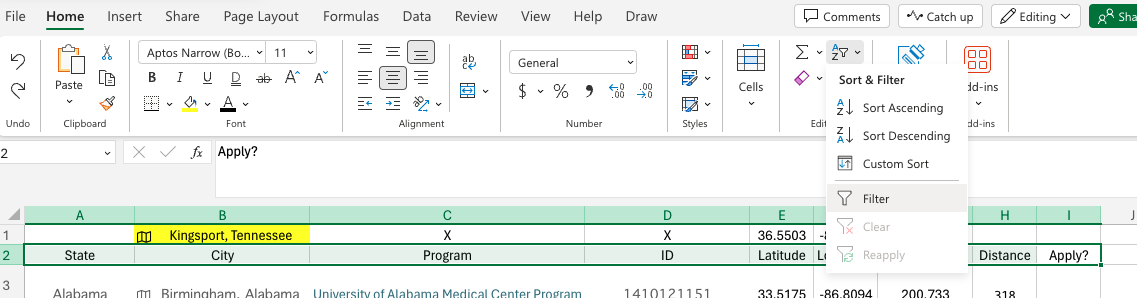 File Home Insert Share Page Layout Formulas Data Review View Help Draw Comments Catch up Editing Sha
Aptos Narrow (Bo... 11 General
Paste B I U ab A A ab $ % 9 .00 Cells dd-ins
Undo Clipboard Font Alignment Number Styles Edit dd-ins
Sort & Filter
Sort Ascending
Sort Descending
Custom Sort
Filter
Clear
Reapply
2 fx Apply?
A B C D E H I J
1 Kingsport, Tennessee X X 36.5503 -8
2 State City Program ID Latitude Lo Distance Apply?
3 Alabama Birmingham, Alabama University of Alabama Medical Center Program 1410121151 33.5175 -86.8094 200.733 318